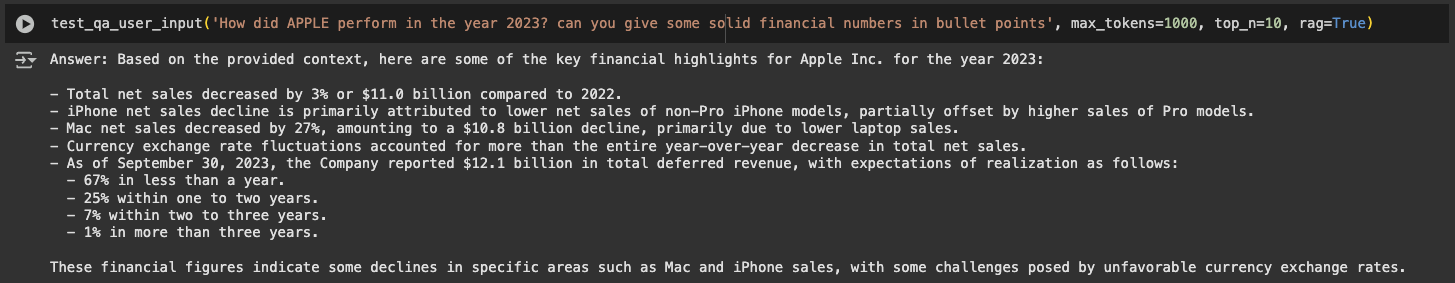 test_qa_user_input('How did APPLE perform in the year 2023? can you give some solid financial numbers in bullet points', max_tokens=1000, top_n=10, rag=True)
Answer: Based on the provided context, here are some of the key financial highlights for Apple Inc. for the year 2023:
- Total net sales decreased by 3% or $11.0 billion compared to 2022.
- iPhone net sales decline is primarily attributed to lower net sales of non-Pro iPhone models, partially offset by higher sales of Pro models.
- Mac net sales decreased by 27%, amounting to a $10.8 billion decline, primarily due to lower laptop sales.
- Currency exchange rate fluctuations accounted for more than the entire year-over-year decrease in total net sales.
- As of September 30, 2023, the Company reported $12.1 billion in total deferred revenue, with expectations of realization as follows:
- 67% in less than a year.
- 25% within one to two years.
- 7% within two to three years.
- 1% in more than three years.
These financial figures indicate some declines in specific areas such as Mac and iPhone sales, with some challenges posed by unfavorable currency exchange rates.